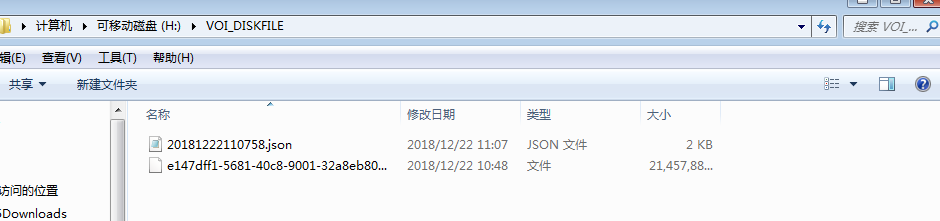 计算机 ▸ 可移动磁盘 (H:) ▸ VOI_DISKFILE
搜索 VOI_...
辑(E) 查看(V) 工具(T) 帮助(H)
共享 新建文件夹
名称 修改日期 类型 大小
20181222110758.json 2018/12/22 11:07 JSON 文件 2 KB
e147dff1-5681-40c8-9001-32a8eb80... 2018/12/22 10:48 文件 21,457,88...
访问的位置
Downloads